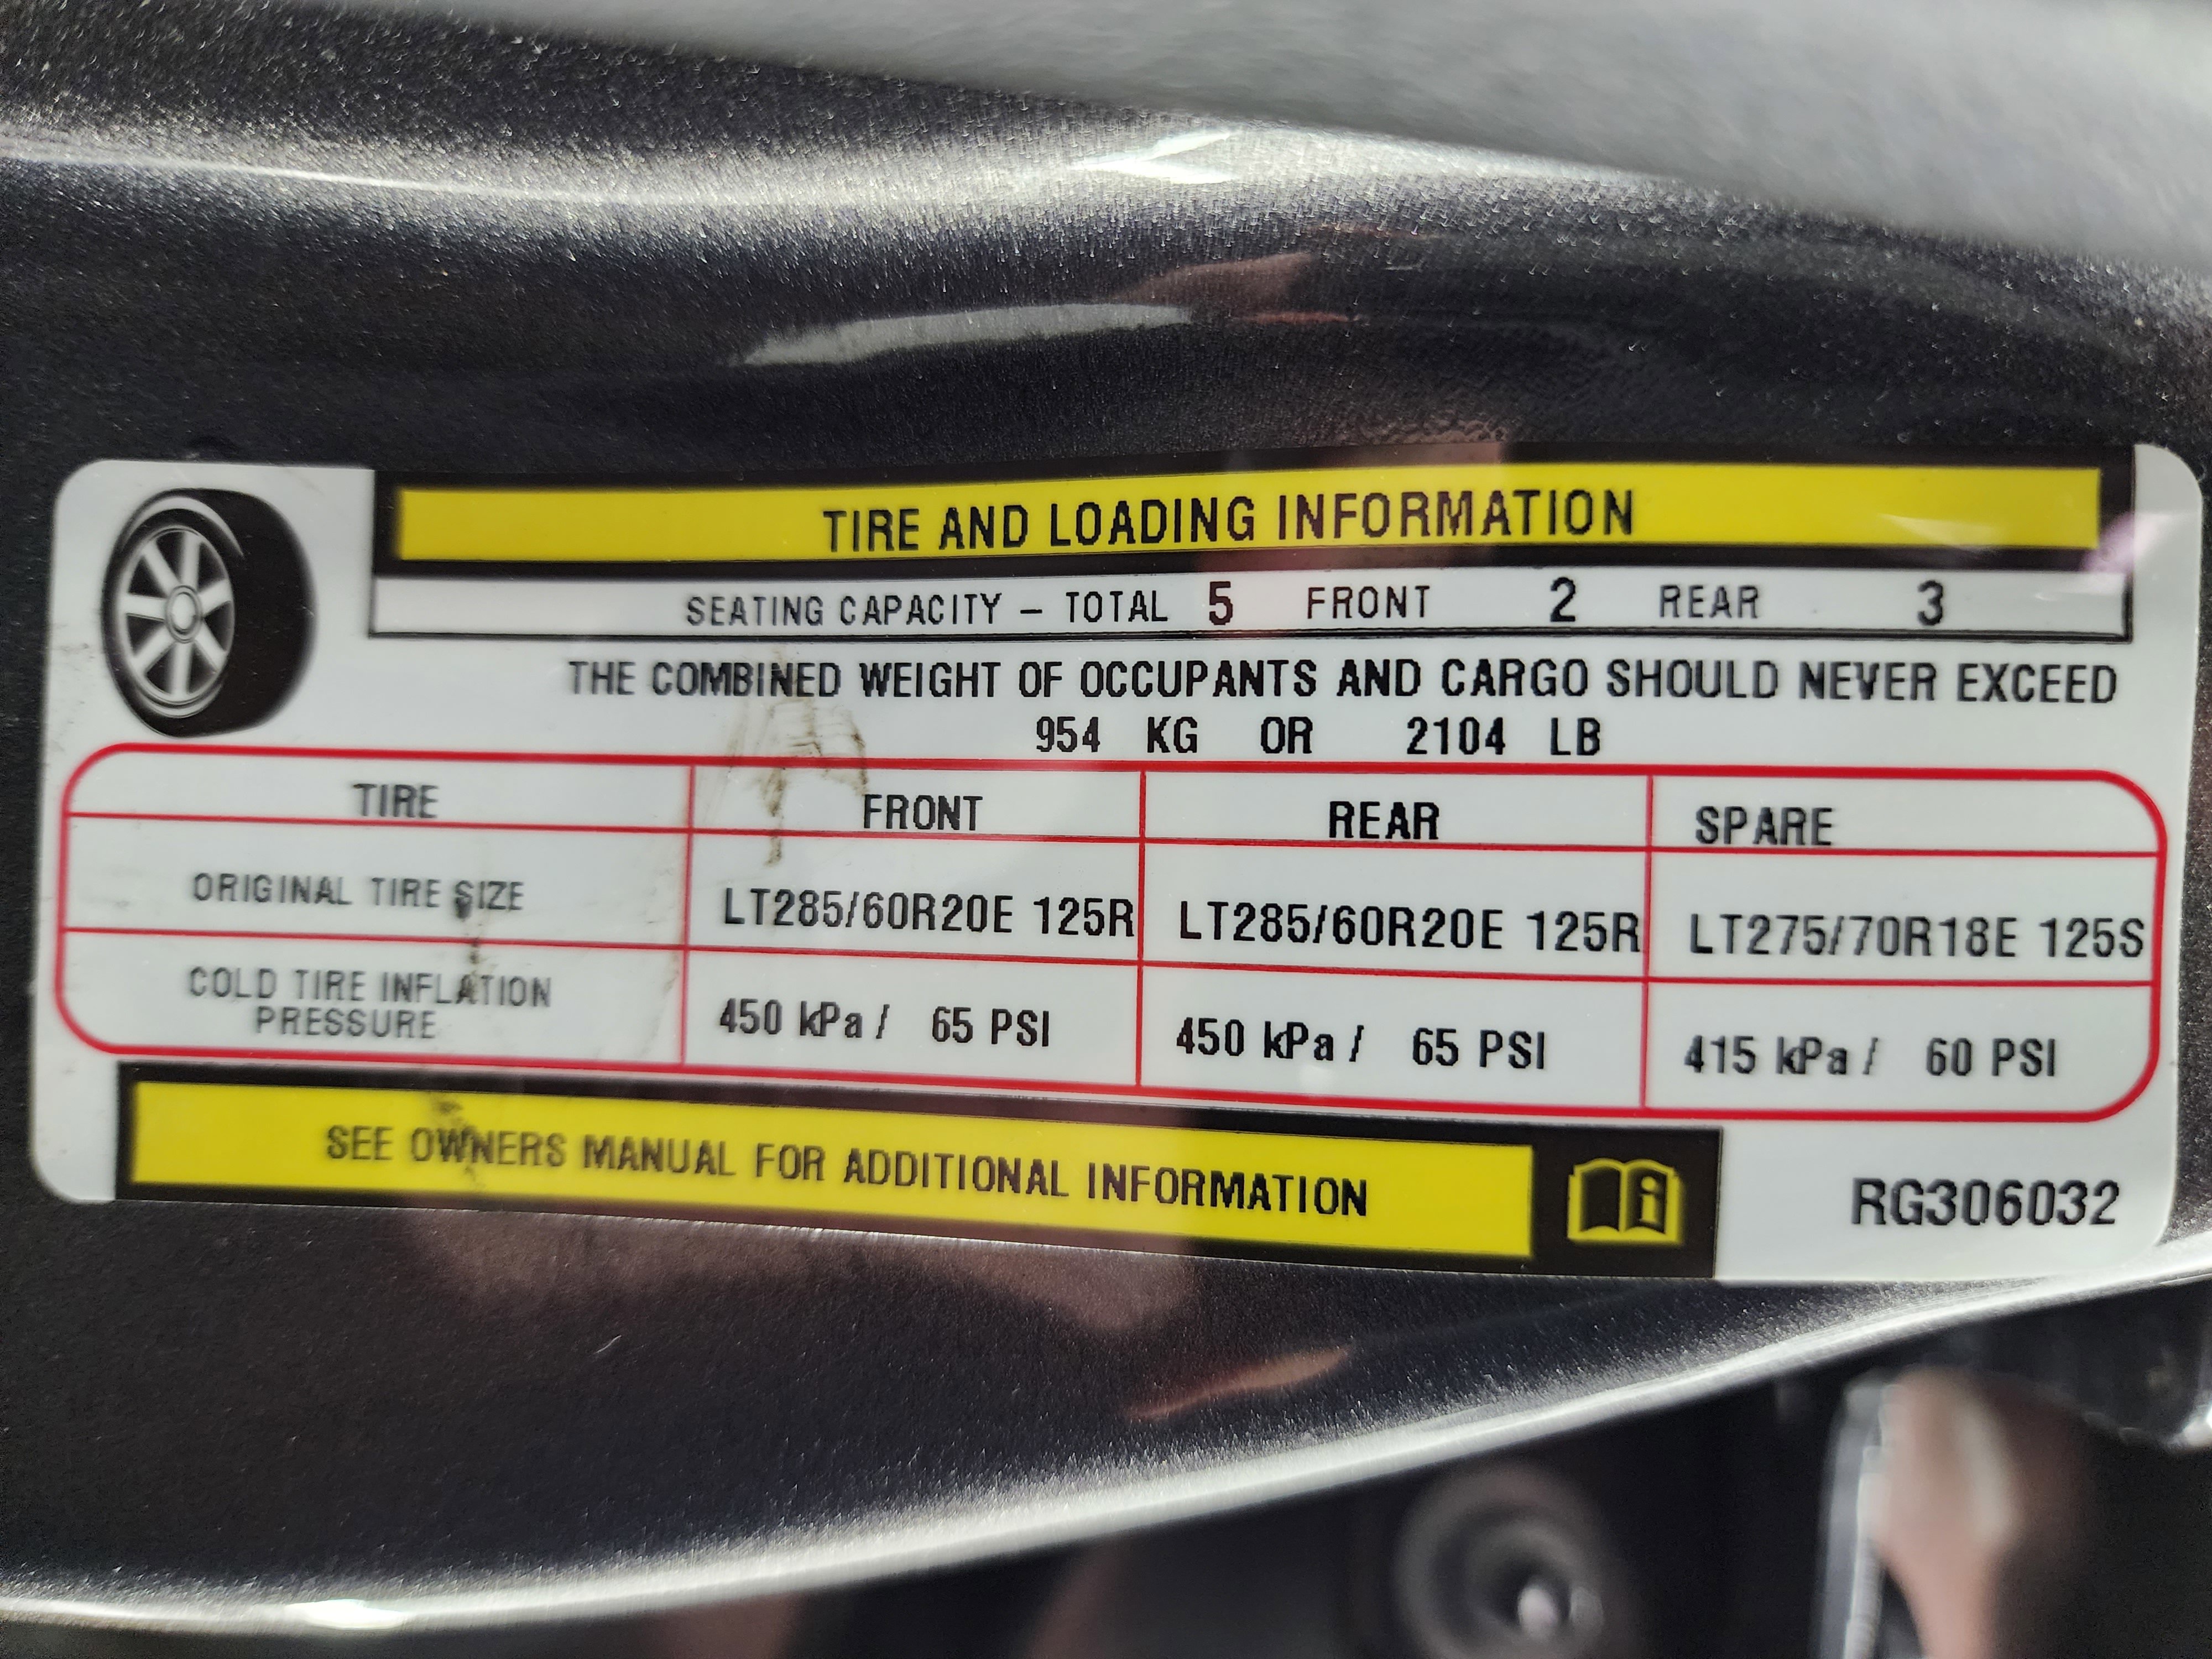 TIRE AND LOADING INFORMATION
SEATING CAPACITY – TOTAL 5 FRONT 2 REAR 3
THE COMBINED WEIGHT OF OCCUPANTS AND CARGO SHOULD NEVER EXCEED
954 KG OR 2104 LB
TIRE FRONT REAR SPARE
ORIGINAL TIRE SIZE LT285/60R20E 125R LT285/60R20E 125R LT275/70R18E 125S
COLD TIRE INFLATION
PRESSURE 450 kPa / 65 PSI 450 kPa / 65 PSI 415 kPa / 60 PSI
SEE OWNERS MANUAL FOR ADDITIONAL INFORMATION
RG306032